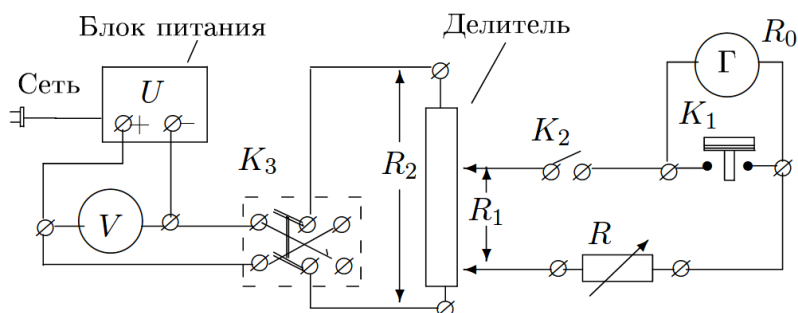 Блок питания
Делитель
Сеть
U
+
−
R₀
Г
K₁
K₂
K₃
R₂
R₁
V
R